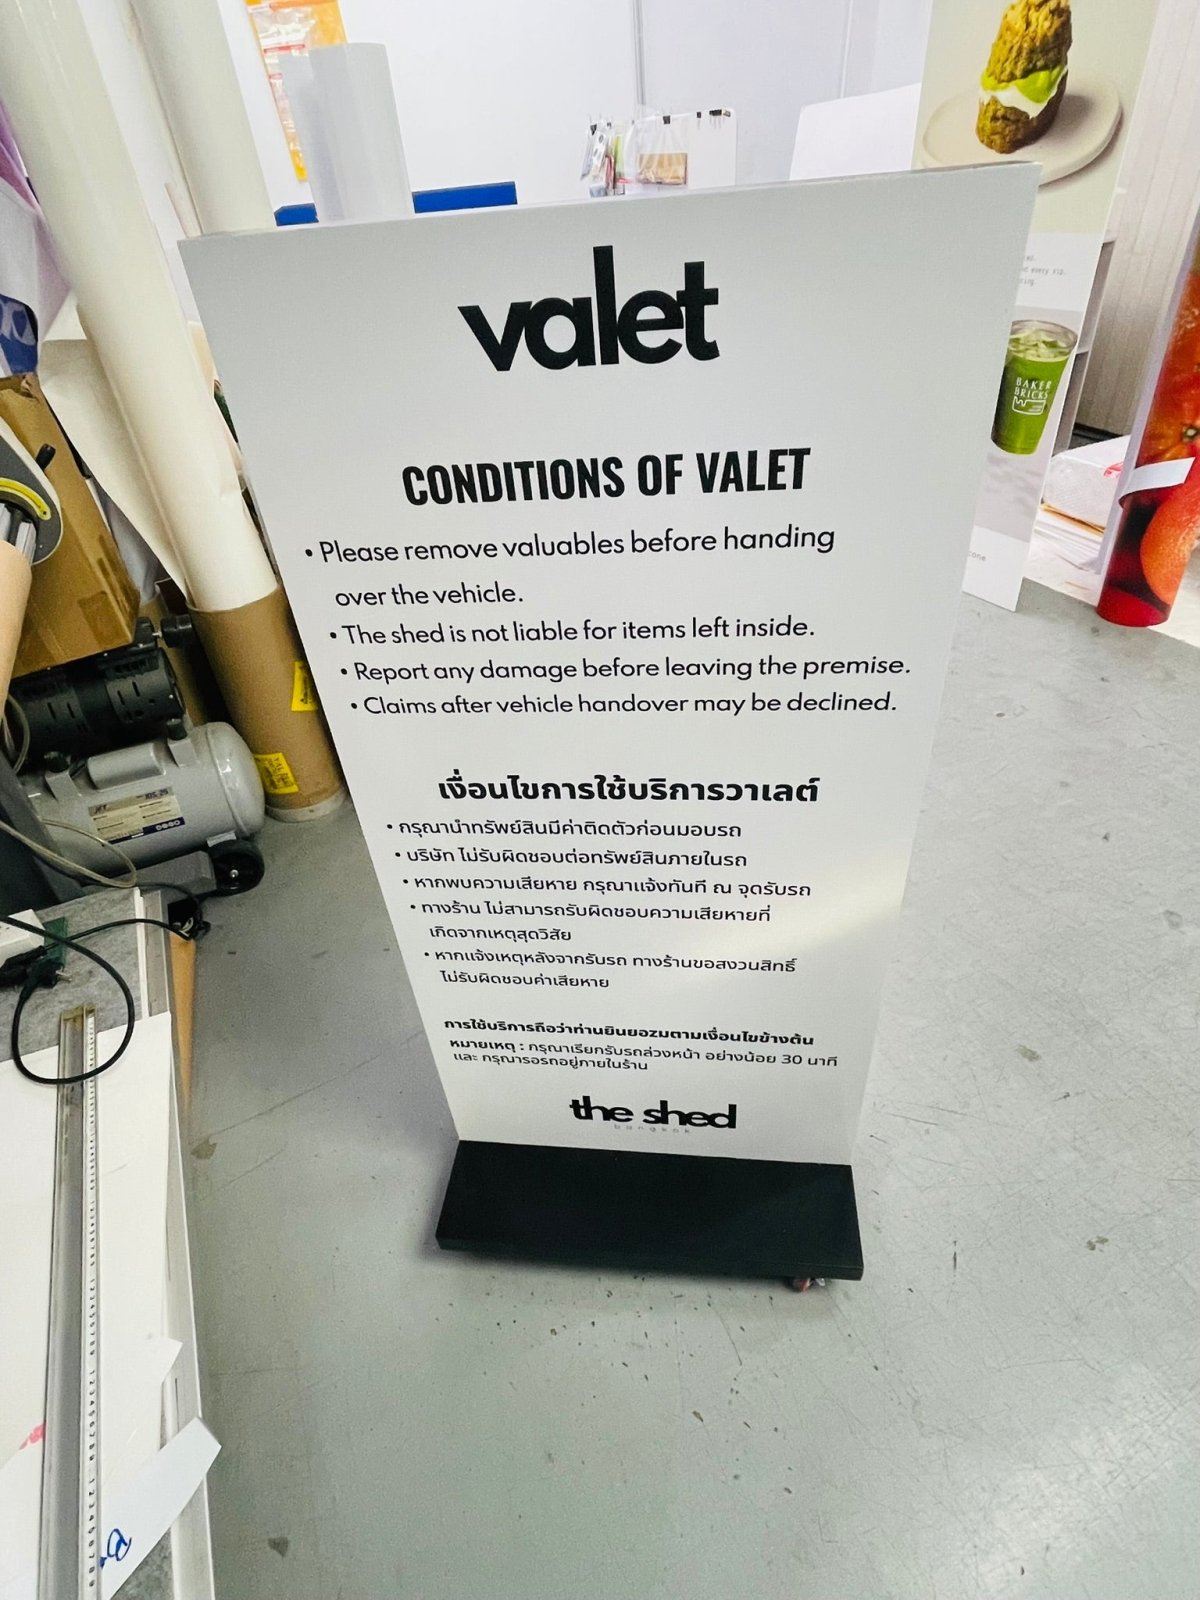 valet
CONDITIONS OF VALET
• Please remove valuables before handing
over the vehicle.
• The shed is not liable for items left inside.
• Report any damage before leaving the premise.
• Claims after vehicle handover may be declined.
เงื่อนไขการใช้บริการวาเลต์
• กรุณานำทรัพย์สินมีค่าติดตัวก่อนมอบรถ
• บริษัท ไม่รับผิดชอบต่อทรัพย์สินภายในรถ
• หากพบความเสียหาย กรุณาแจ้งทันที ณ จุดรับรถ
• ทางร้าน ไม่สามารถรับผิดชอบความเสียหายที่
เกิดจากเหตุสุดวิสัย
• หากแจ้งเหตุหลังจากรับรถ ทางร้านขอสงวนสิทธิ์
ไม่รับผิดชอบค่าเสียหาย
การใช้บริการถือว่าท่านยินยอมตามเงื่อนไขข้างต้น
หมายเหตุ : กรุณาเรียกรับรถล่วงหน้า อย่างน้อย 30 นาที
และ กรุณารอรถอยู่ภายในร้าน
the shed
bangkok
BAKER
BRICKS